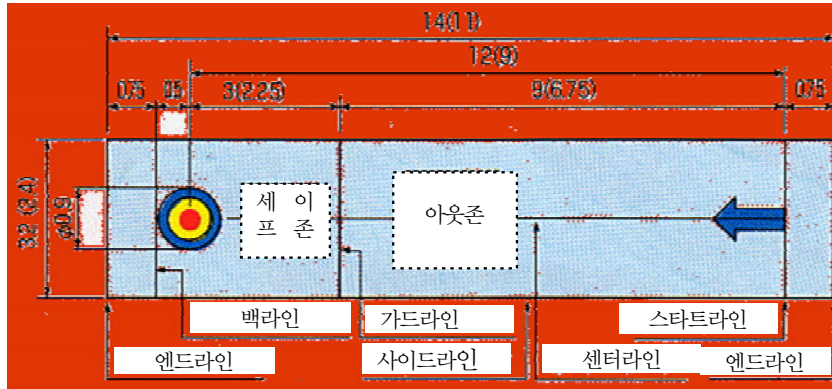 14(11)
12(9)
0.75 0.5 3(2.25) 9(6.75) 0.75
3.2 (2.4)
φ0.9
세 이
프 존
아웃존
백라인 가드라인 스타트라인
엔드라인 사이드라인 센터라인 엔드라인